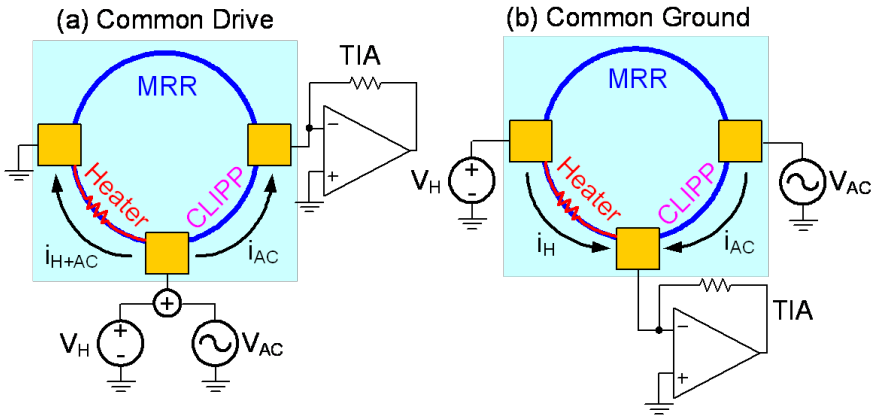 (a) Common Drive
TIA
MRR
-
+
Heater
CLIPP
i_H+AC
i_AC
+
V_H
+
-
V_AC
(b) Common Ground
MRR
V_H
+
-
Heater
CLIPP
V_AC
i_H
i_AC
TIA
-
+